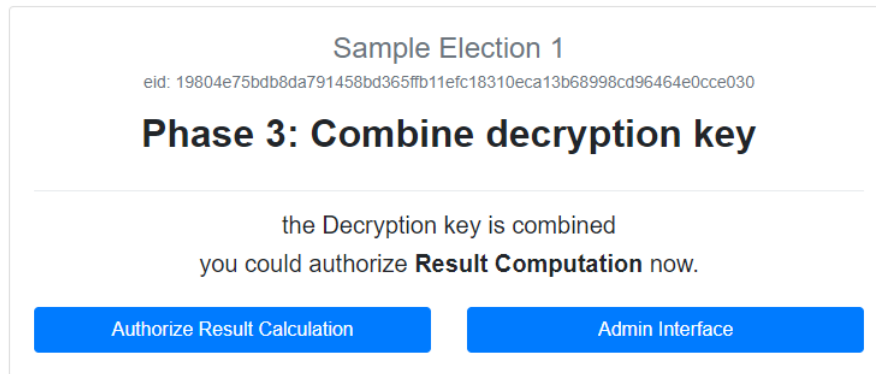 Sample Election 1
eid: 19804e75bdb8da791458bd365ffb11efc18310eca13b68998cd96464e0cce030
Phase 3: Combine decryption key
the Decryption key is combined
you could authorize Result Computation now.
Authorize Result Calculation
Admin Interface